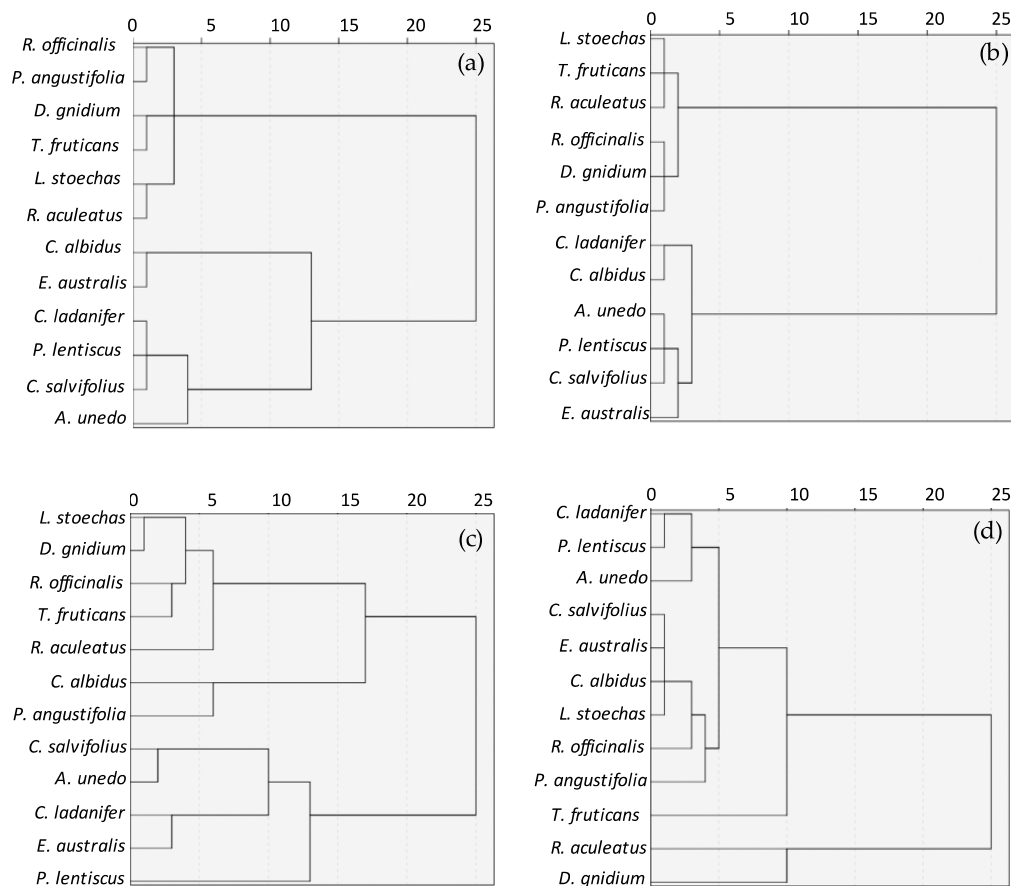 0 5 10 15 20 25
R. officinalis
P. angustifolia
D. gnidium
T. fruticans
L. stoechas
R. aculeatus
C. albidus
E. australis
C. ladanifer
P. lentiscus
C. salvifolius
A. unedo
(a)
0 5 10 15 20 25
L. stoechas
T. fruticans
R. aculeatus
R. officinalis
D. gnidium
P. angustifolia
C. ladanifer
C. albidus
A. unedo
P. lentiscus
C. salvifolius
E. australis
(b)
0 5 10 15 20 25
L. stoechas
D. gnidium
R. officinalis
T. fruticans
R. aculeatus
C. albidus
P. angustifolia
C. salvifolius
A. unedo
C. ladanifer
E. australis
P. lentiscus
(c)
0 5 10 15 20 25
C. ladanifer
P. lentiscus
A. unedo
C. salvifolius
E. australis
C. albidus
L. stoechas
R. officinalis
P. angustifolia
T. fruticans
R. aculeatus
D. gnidium
(d)